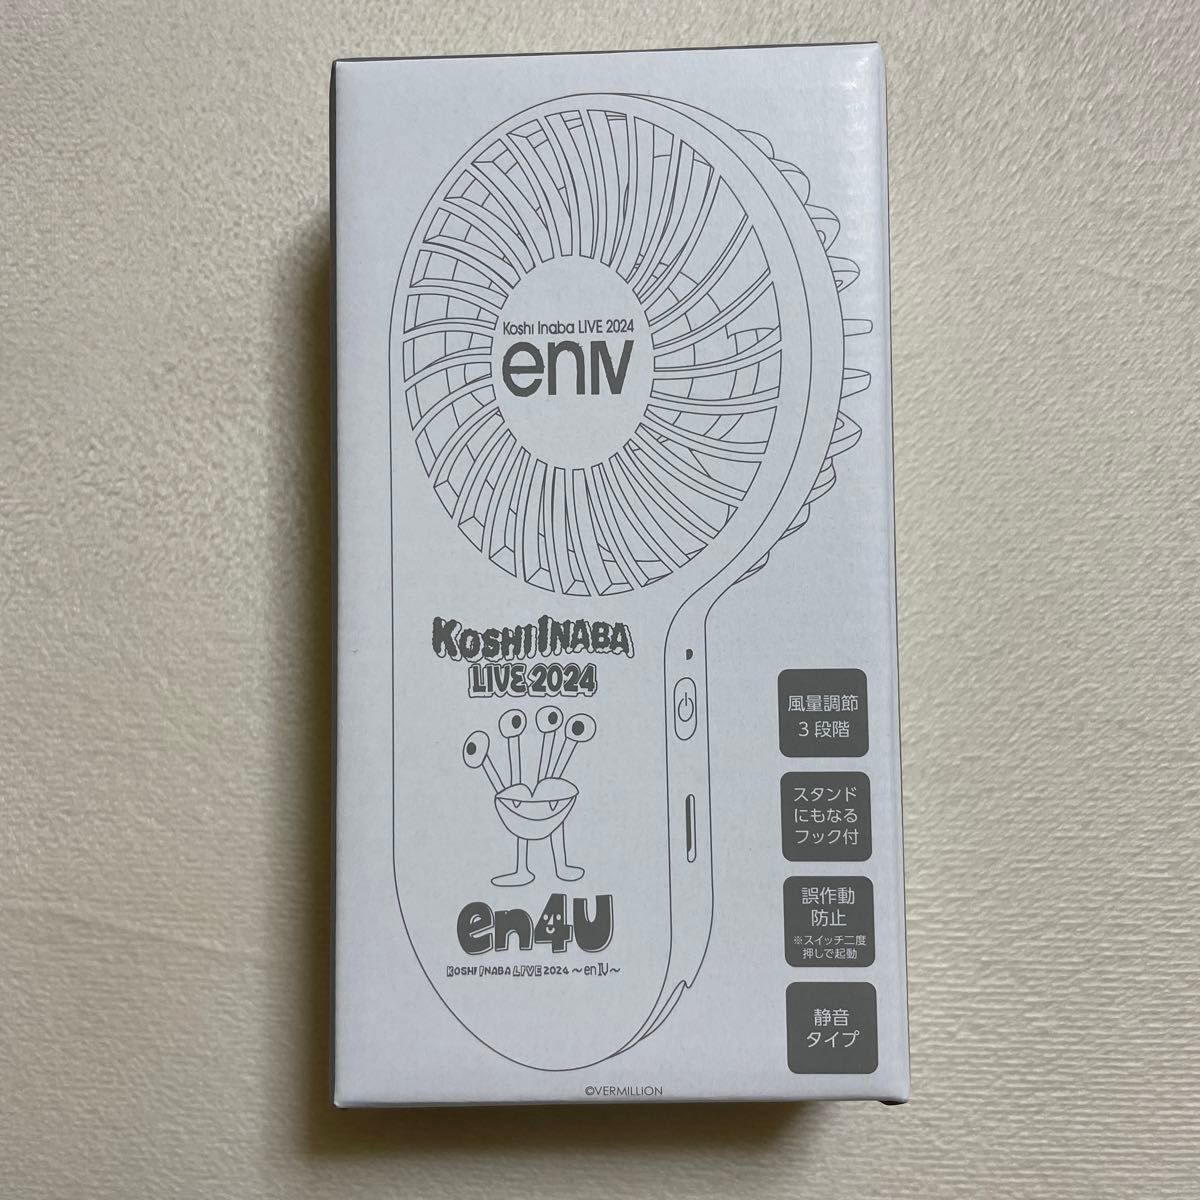 Koshi Inaba LIVE 2024
enIV
KOSHI INABA
LIVE 2024
en4U
KOSHI INABA LIVE 2024 ～enIV～
風量調節
3段階
スタンド
にもなる
フック付
誤作動
防止
※スイッチ二度
押しで起動
静音
タイプ
©VERMILLION